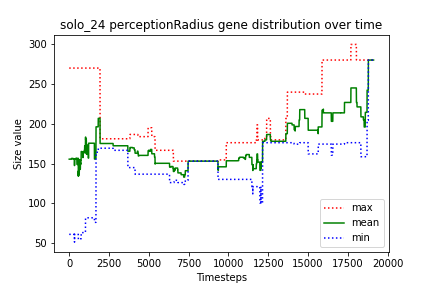 solo_24 perceptionRadius gene distribution over time
Size value
300
250
200
150
100
50
0
2500
5000
7500
10000
12500
15000
17500
20000
Timesteps
max
mean
min